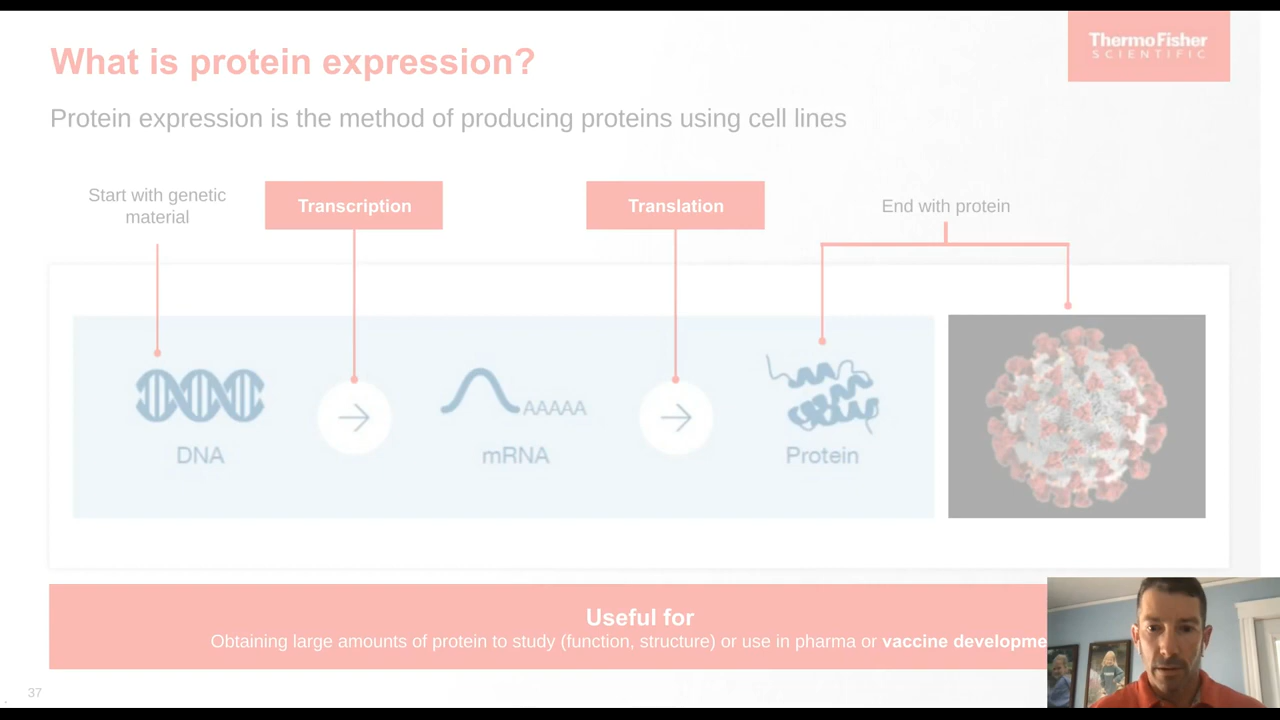 What is protein expression?
ThermoFisher
SCIENTIFIC
Protein expression is the method of producing proteins using cell lines
Start with genetic
material
Transcription
Translation
End with protein
DNA
mRNA
AAAAA
Protein
Useful for
Obtaining large amounts of protein to study (function, structure) or use in pharma or vaccine developme
37